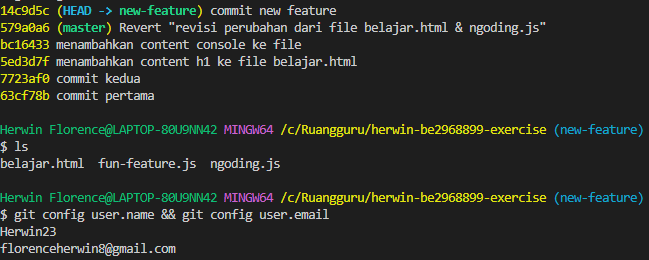 14c9d5c (HEAD -> new-feature) commit new feature
579a0a6 (master) Revert "revisi perubahan dari file belajar.html & ngoding.js"
bc16433 menambahkan content console ke file
5ed3d7f menambahkan content h1 ke file belajar.html
7723af0 commit kedua
63cf78b commit pertama
Herwin Florence@LAPTOP-80U9NN42 MINGW64 /c/Ruangguru/herwin-be2968899-exercise (new-feature)
$ ls
belajar.html  fun-feature.js  ngoding.js
Herwin Florence@LAPTOP-80U9NN42 MINGW64 /c/Ruangguru/herwin-be2968899-exercise (new-feature)
$ git config user.name && git config user.email
Herwin23
florenceherwin8@gmail.com